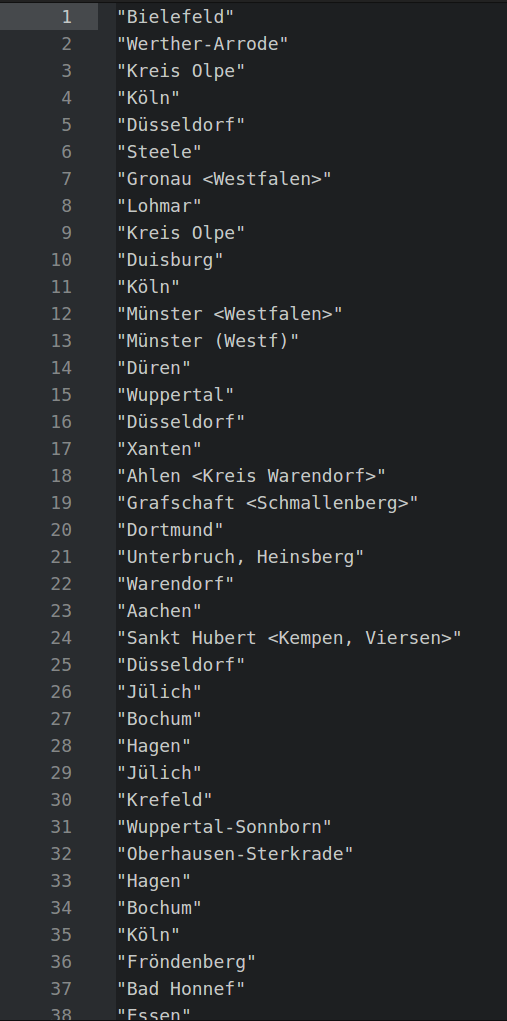 1 "Bielefeld"
2 "Werther-Arrode"
3 "Kreis Olpe"
4 "Köln"
5 "Düsseldorf"
6 "Steele"
7 "Gronau <Westfalen>"
8 "Lohmar"
9 "Kreis Olpe"
10 "Duisburg"
11 "Köln"
12 "Münster <Westfalen>"
13 "Münster (Westf)"
14 "Düren"
15 "Wuppertal"
16 "Düsseldorf"
17 "Xanten"
18 "Ahlen <Kreis Warendorf>"
19 "Grafschaft <Schmallenberg>"
20 "Dortmund"
21 "Unterbruch, Heinsberg"
22 "Warendorf"
23 "Aachen"
24 "Sankt Hubert <Kempen, Viersen>"
25 "Düsseldorf"
26 "Jülich"
27 "Bochum"
28 "Hagen"
29 "Jülich"
30 "Krefeld"
31 "Wuppertal-Sonnborn"
32 "Oberhausen-Sterkrade"
33 "Hagen"
34 "Bochum"
35 "Köln"
36 "Fröndenberg"
37 "Bad Honnef"
38 "Essen"